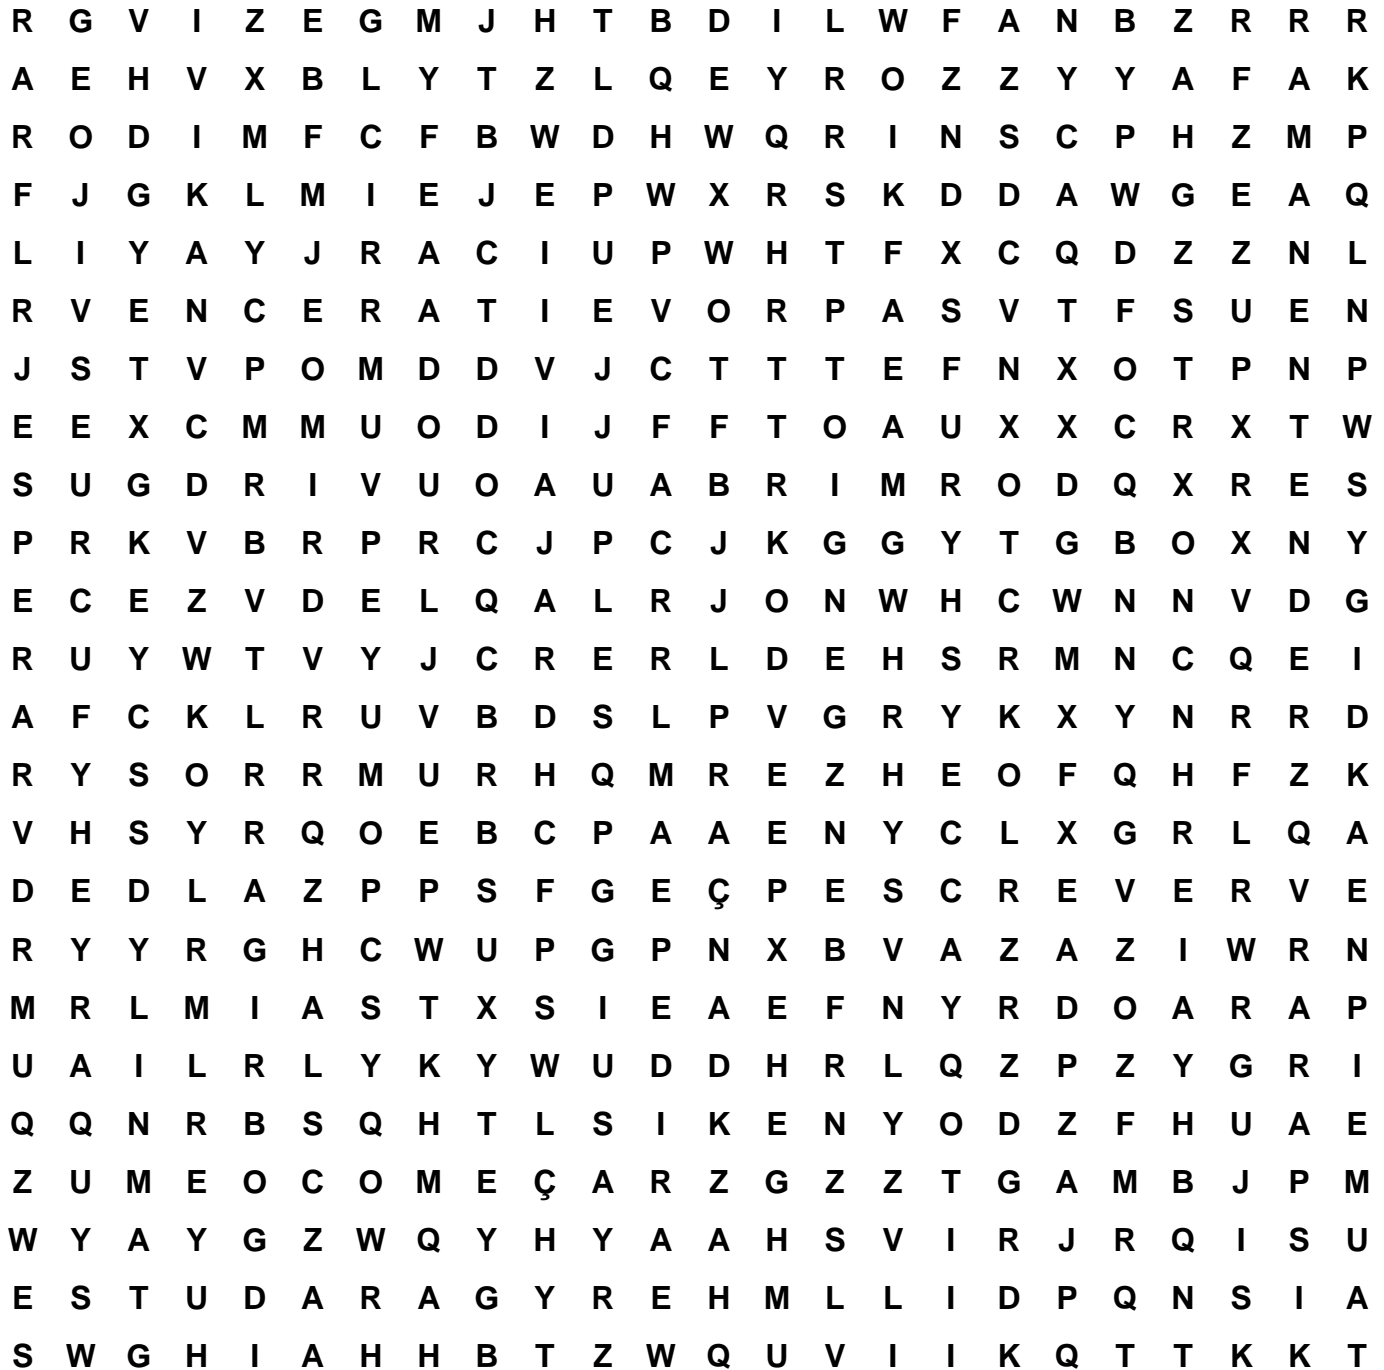 R G V I Z E G M J H T B D I L W F A N B Z R R R
A E H V X B L Y T Z L Q E Y R O Z Z Y Y A F A K
R O D I M F C F B W D H W Q R I N S C P H Z M P
F J G K L M I E J E P W X R S K D D A W G E A Q
L I Y A Y J R A C I U P W H T F X C Q D Z Z N L
R V E N C E R A T I E V O R P A S V T F S U E N
J S T V P O M D D V J C T T T E F N X O T P N P
E E X C M M U O D I J F F T O A U X X C R X T W
S U G D R I V U O A U A B R I M R O D Q X R E S
P R K V B R P R C J P C J K G G Y T G B O X N Y
E C E Z V D E L Q A L R J O N W H C W N N V D G
R U Y W T V Y J C R E R L D E H S R M N C Q E I
A F C K L R U V B D S L P V G R Y K X Y N R R D
R Y S O R R M U R H Q M R E Z H E O F Q H F Z K
V H S Y R Q O E B C P A A E N Y C L X G R L Q A
D E D L A Z P P S F G E Ç P E S C R E V E R V E
R Y Y R G H C W U P G P N X B V A Z A Z I W R N
M R L M I A S T X S I E A E F N Y R D O A R A P
U A I L R L Y K Y W U D D H R L Q Z P Z Y G R I
Q Q N R B S Q H T L S I K E N Y O D Z F H U A E
Z U M E O C O M E Ç A R Z G Z Z T G A M B J P M
W Y A Y G Z W Q Y H Y A A H S V I R J R Q I S U
E S T U D A R A G Y R E H M L L I D P Q N S I A
S W G H I A H H B T Z W Q U V I I K Q T T K K T